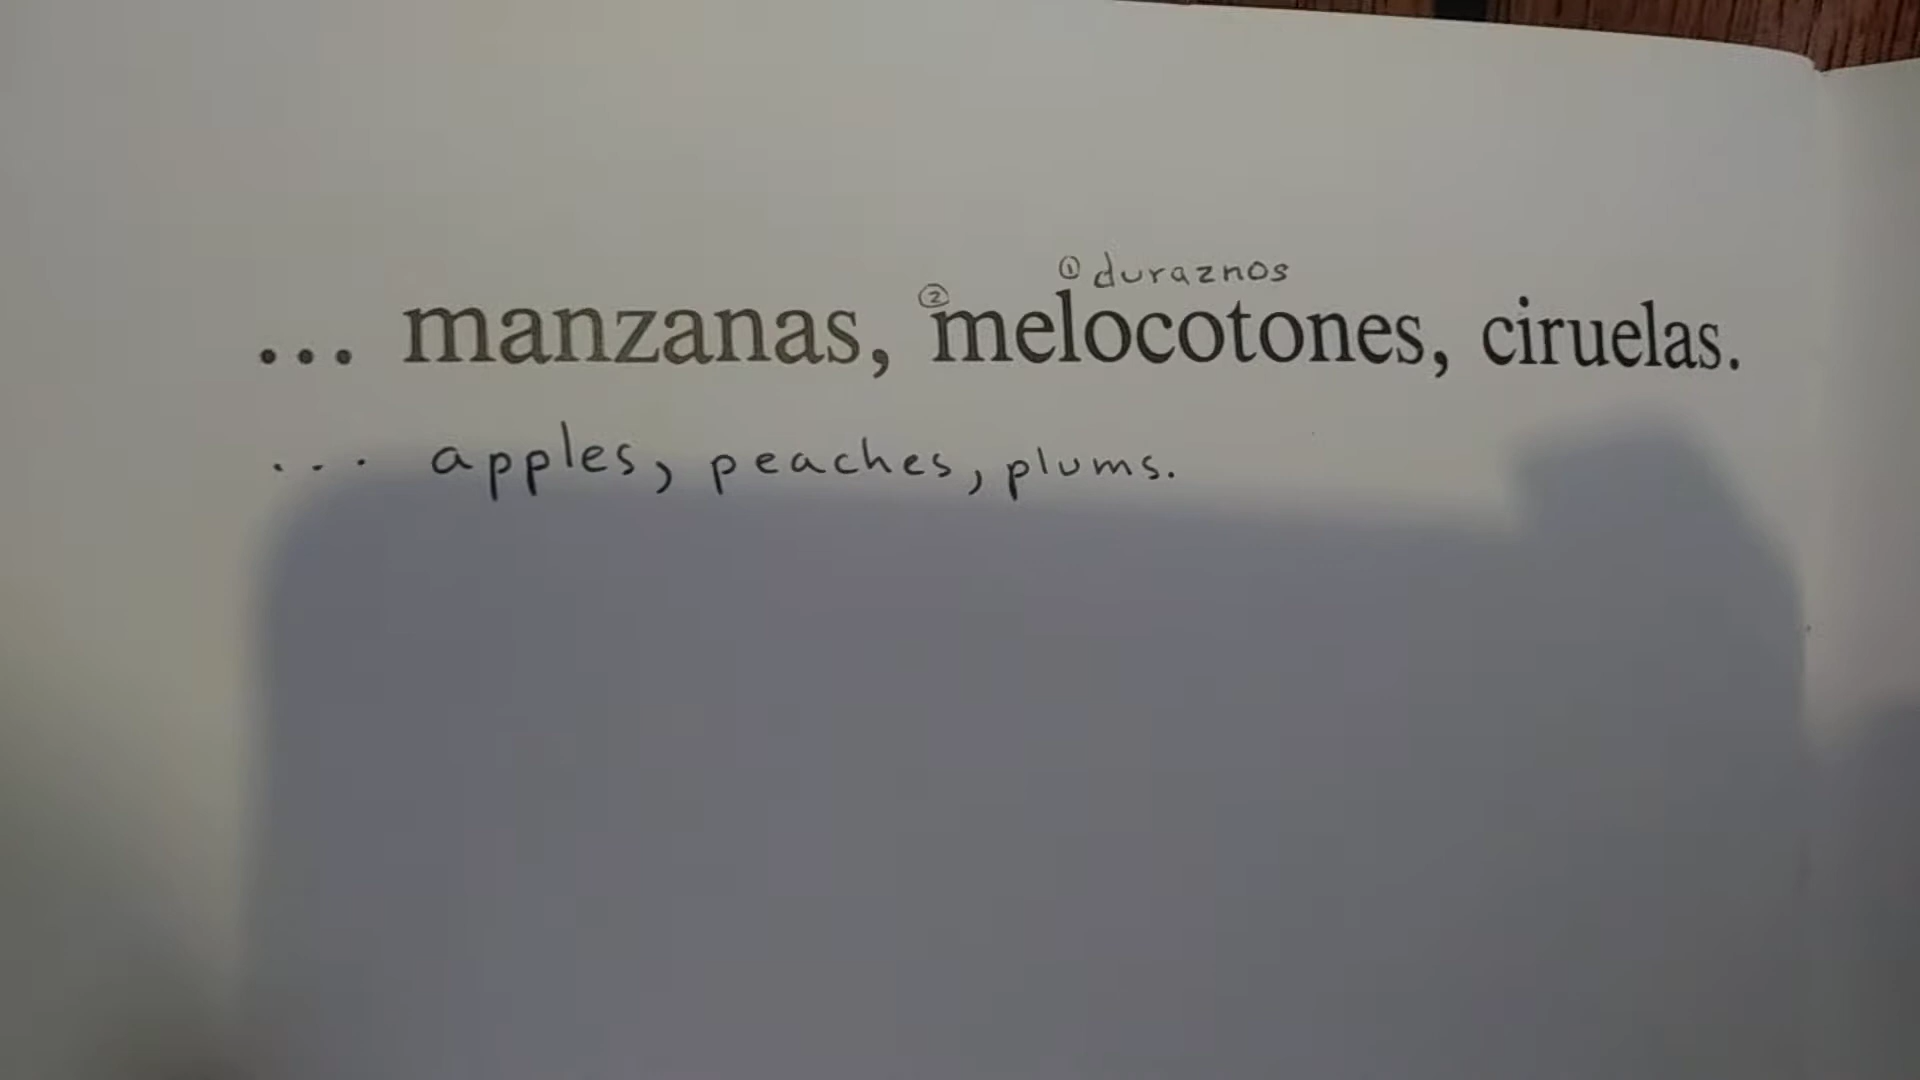 ① duraznos
... manzanas, ② melocotones, ciruelas.
... apples, peaches, plums.